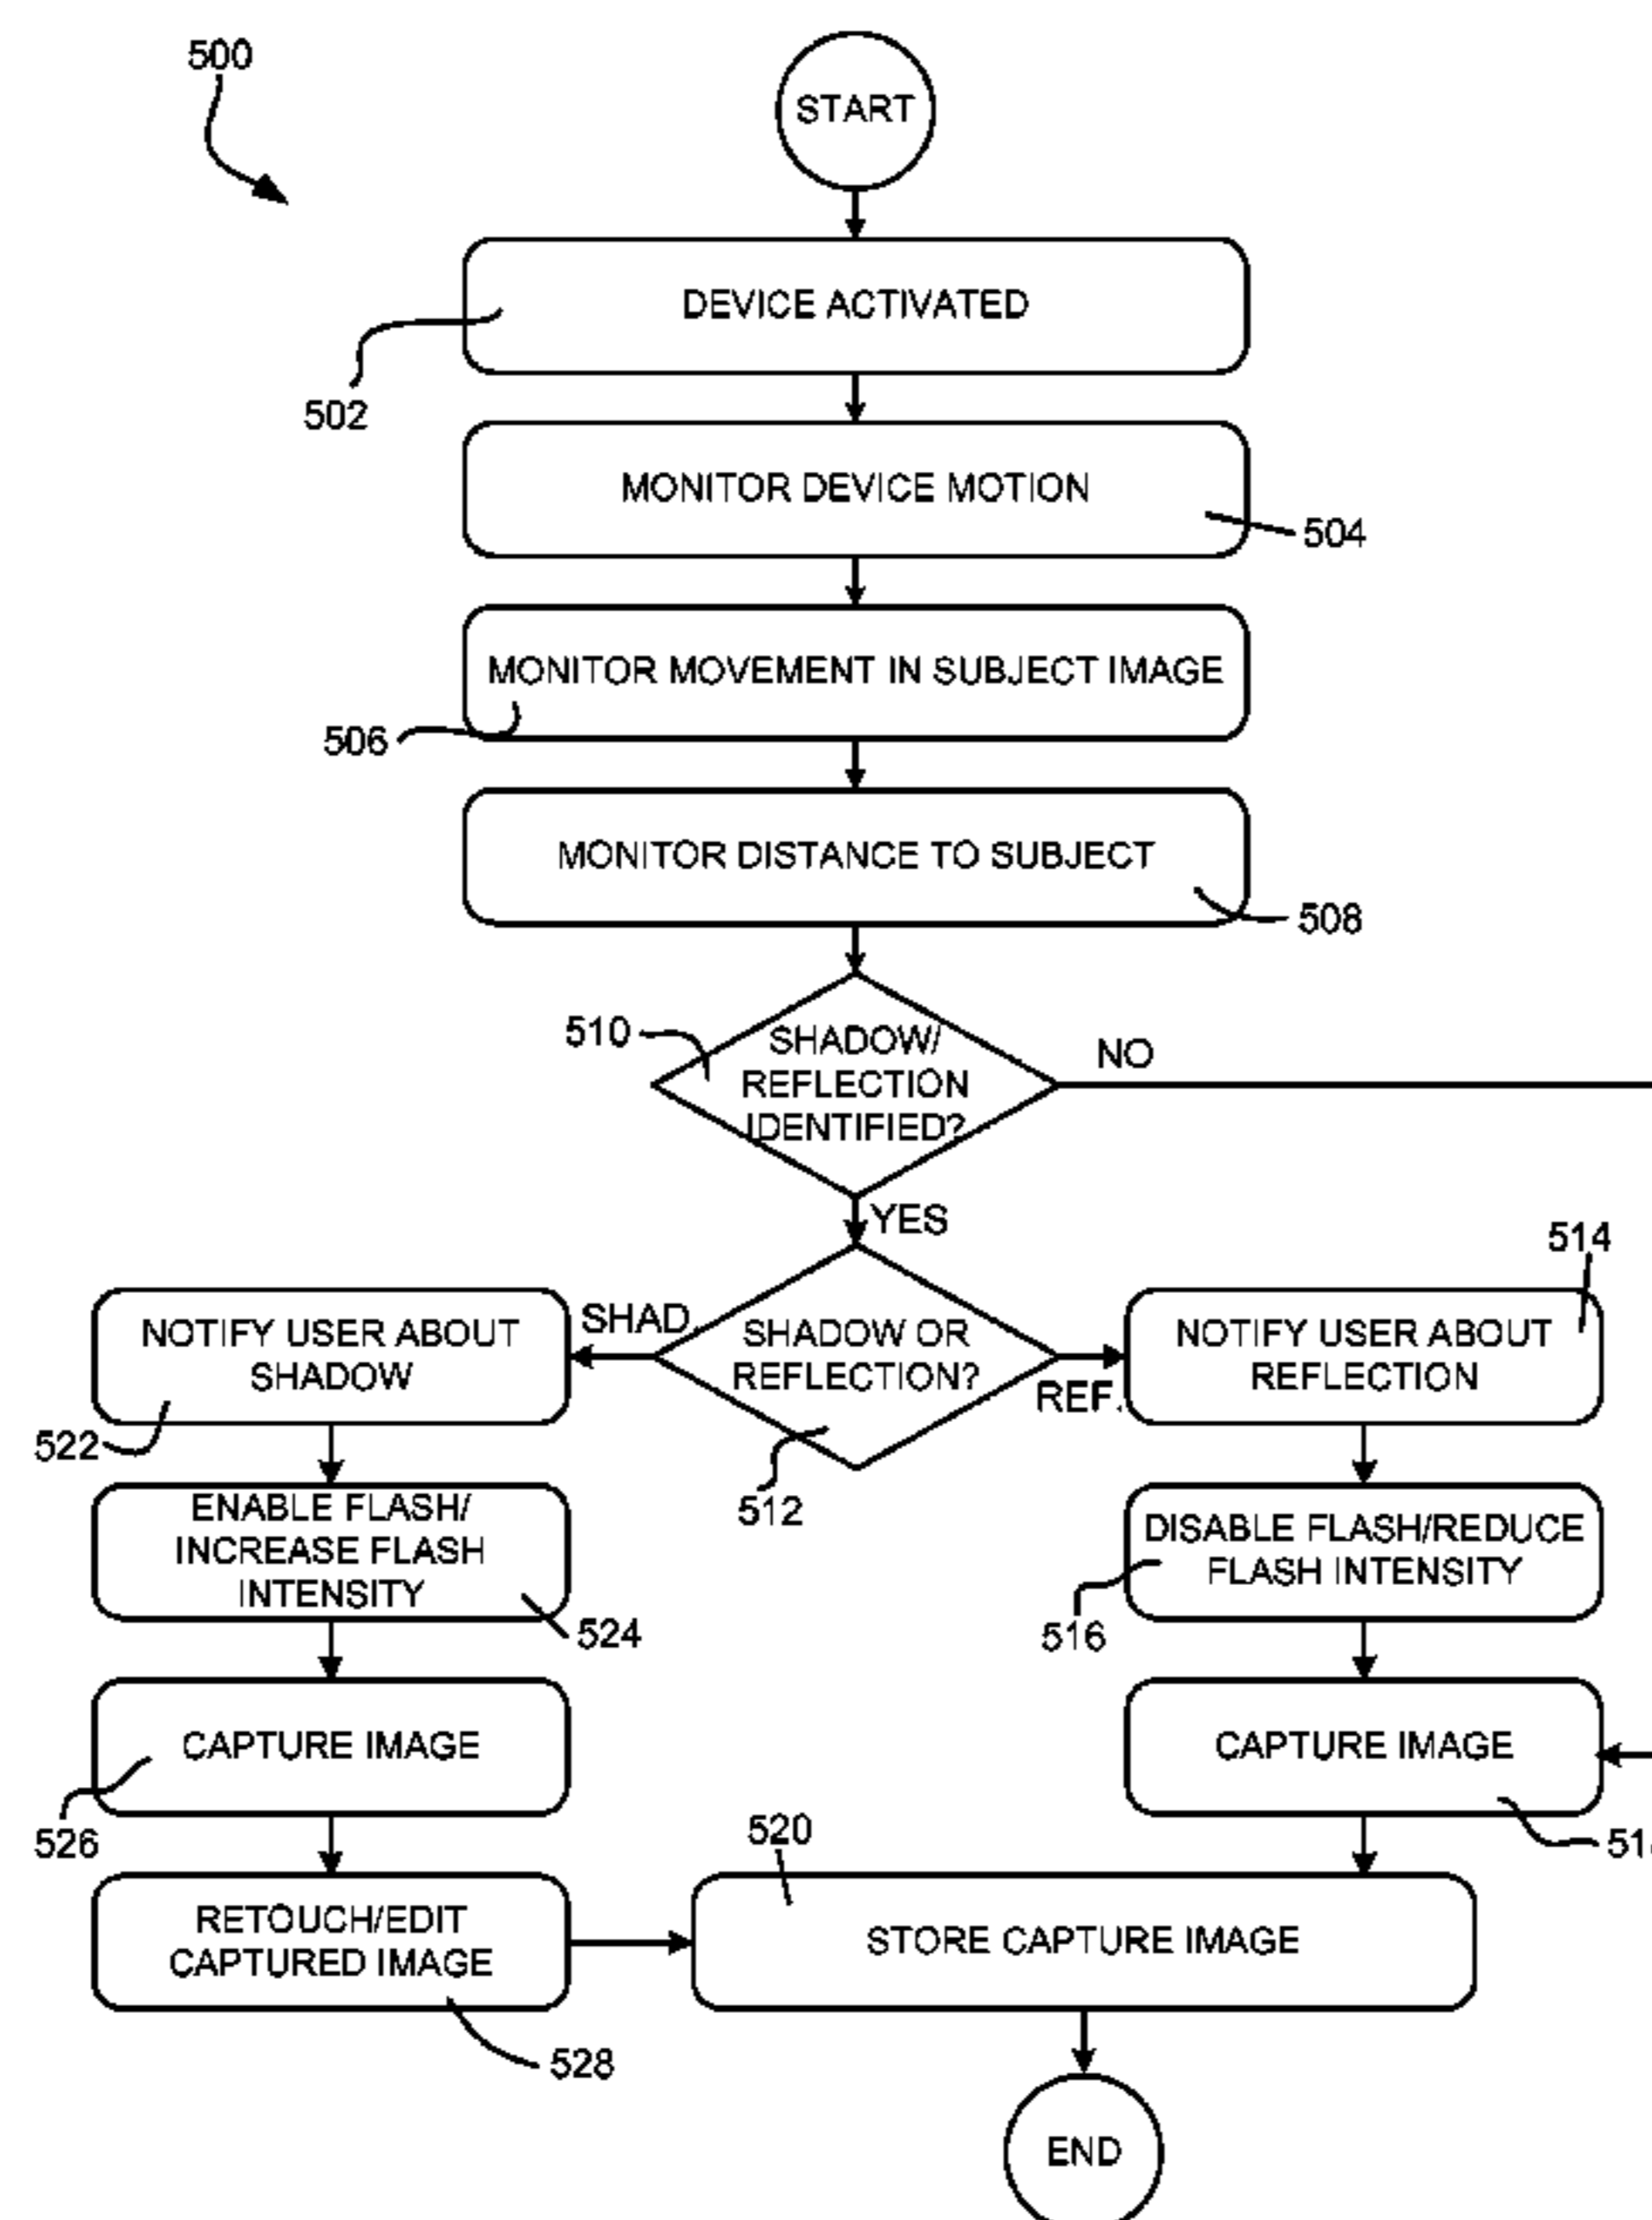 500
START
DEVICE ACTIVATED
502
MONITOR DEVICE MOTION
504
MONITOR MOVEMENT IN SUBJECT IMAGE
506
MONITOR DISTANCE TO SUBJECT
508
510
SHADOW/
REFLECTION
IDENTIFIED?
NO
YES
514
NOTIFY USER ABOUT
SHADOW
SHAD.
SHADOW OR
REFLECTION?
REF.
NOTIFY USER ABOUT
REFLECTION
522
512
ENABLE FLASH/
INCREASE FLASH
INTENSITY
524
DISABLE FLASH/REDUCE
FLASH INTENSITY
516
CAPTURE IMAGE
526
CAPTURE IMAGE
520
RETOUCH/EDIT
CAPTURED IMAGE
528
STORE CAPTURE IMAGE
END